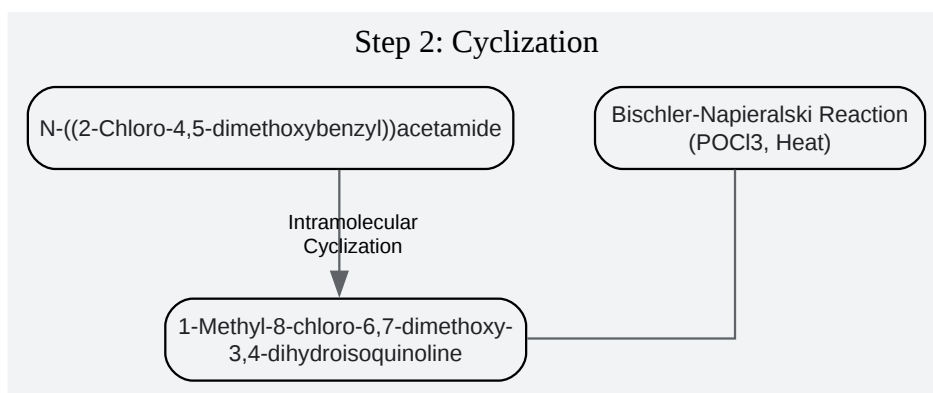 Step 2: Cyclization
N-((2-Chloro-4,5-dimethoxybenzyl))acetamide
Bischler-Napieralski Reaction
(POCl3, Heat)
Intramolecular
Cyclization
1-Methyl-8-chloro-6,7-dimethoxy-
3,4-dihydroisoquinoline